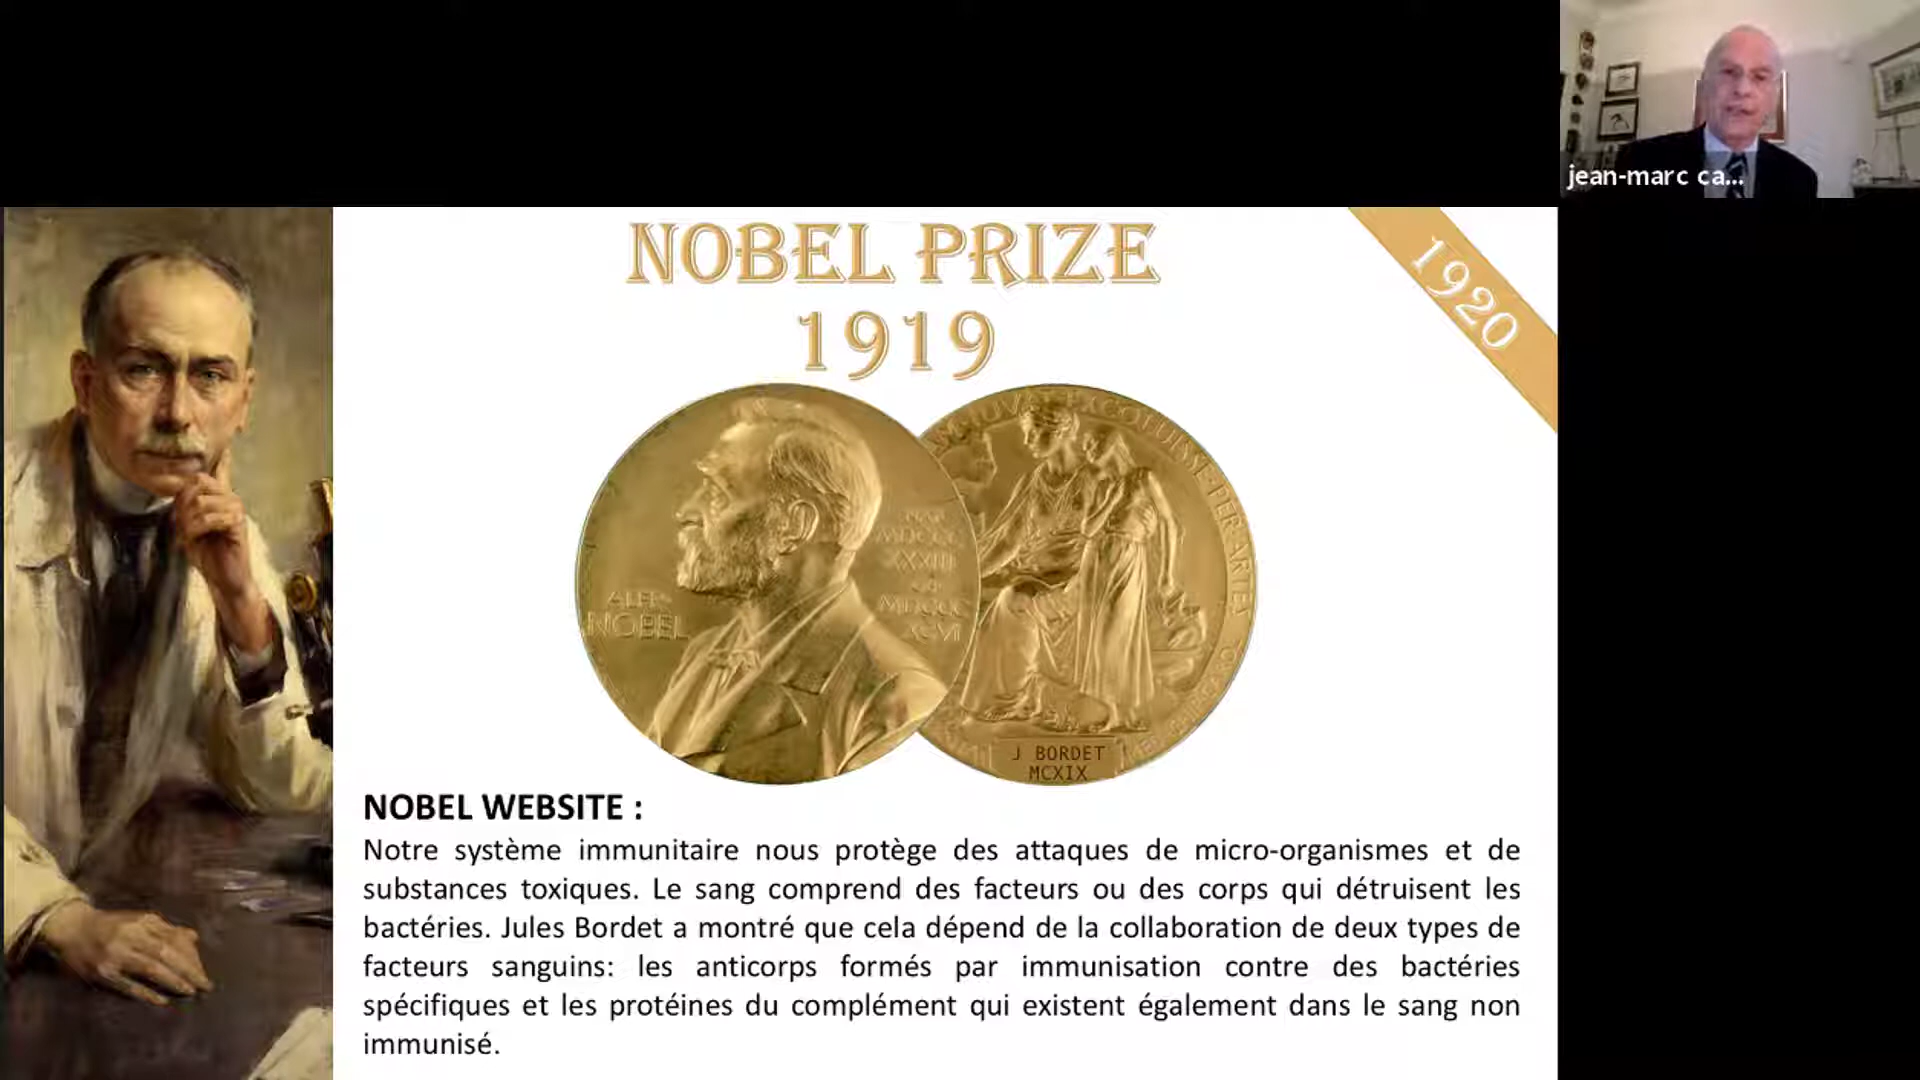 jean-marc ca...
NOBEL PRIZE
1919
1920
ALFR.
NOBEL
J BORDET
MCXIX
NOBEL WEBSITE :
Notre système immunitaire nous protège des attaques de micro-organismes et de
substances toxiques. Le sang comprend des facteurs ou des corps qui détruisent les
bactéries. Jules Bordet a montré que cela dépend de la collaboration de deux types de
facteurs sanguins: les anticorps formés par immunisation contre des bactéries
spécifiques et les protéines du complément qui existent également dans le sang non
immunisé.